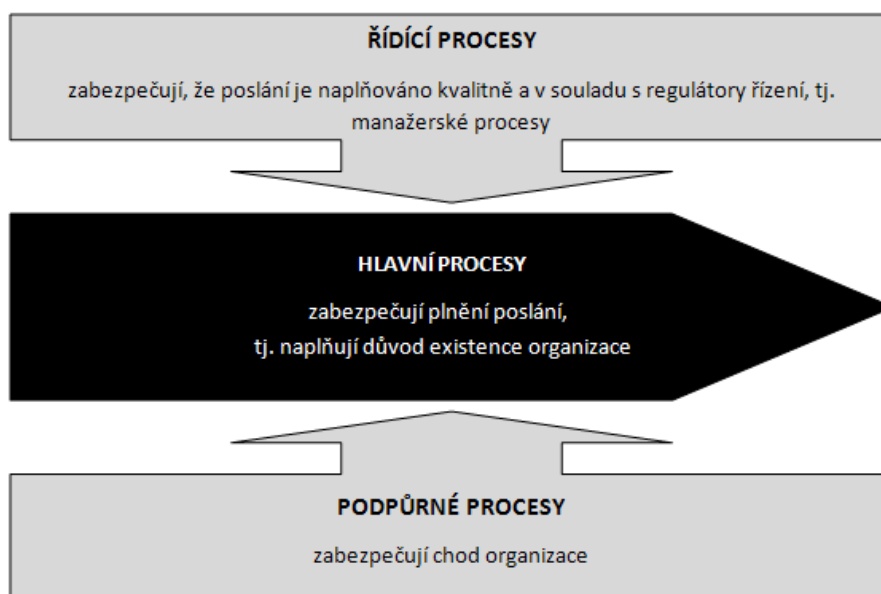 ŘÍDÍCÍ PROCESY
zabezpečují, že poslání je naplňováno kvalitně a v souladu s regulátory řízení, tj.
manažerské procesy
HLAVNÍ PROCESY
zabezpečují plnění poslání,
tj. naplňují důvod existence organizace
PODPŮRNÉ PROCESY
zabezpečují chod organizace